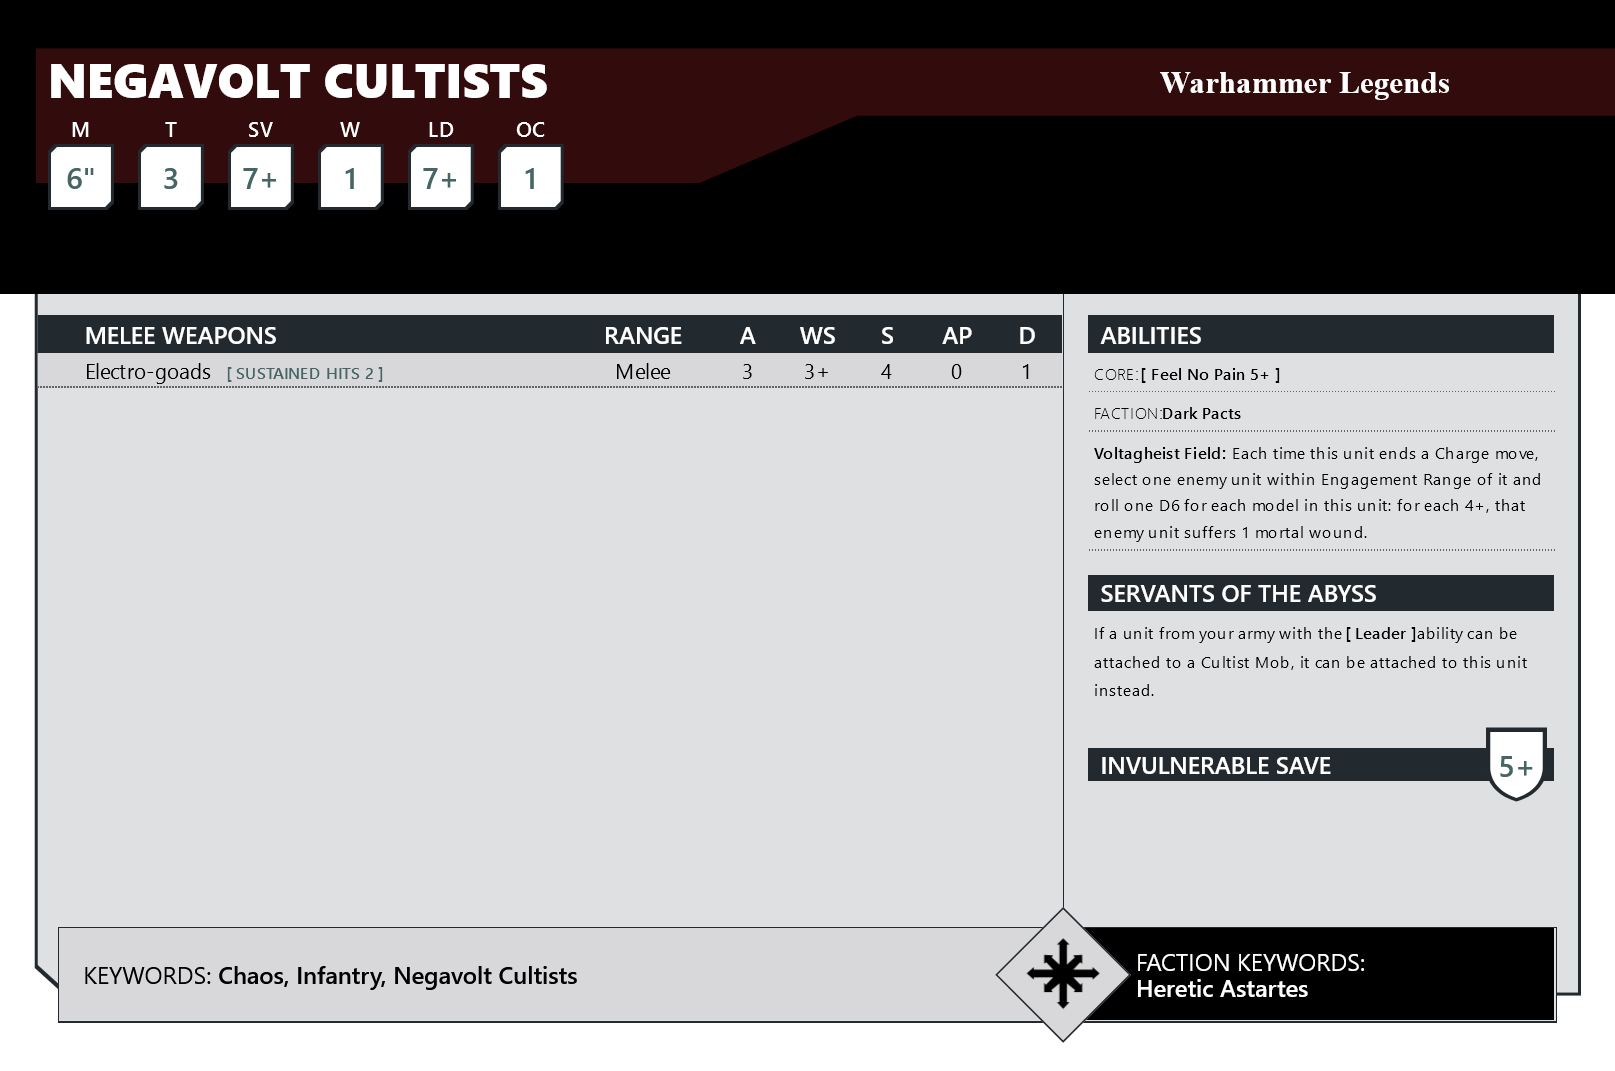 NEGAVOLT CULTISTS
Warhammer Legends
M T SV W LD OC
6" 3 7+ 1 7+ 1
MELEE WEAPONS RANGE A WS S AP D
Electro-goads [ SUSTAINED HITS 2 ] Melee 3 3+ 4 0 1
ABILITIES
CORE:[ Feel No Pain 5+ ]
FACTION:Dark Pacts
Voltagheist Field: Each time this unit ends a Charge move,
select one enemy unit within Engagement Range of it and
roll one D6 for each model in this unit: for each 4+, that
enemy unit suffers 1 mortal wound.
SERVANTS OF THE ABYSS
If a unit from your army with the [ Leader ]ability can be
attached to a Cultist Mob, it can be attached to this unit
instead.
INVULNERABLE SAVE 5+
KEYWORDS: Chaos, Infantry, Negavolt Cultists
FACTION KEYWORDS:
Heretic Astartes